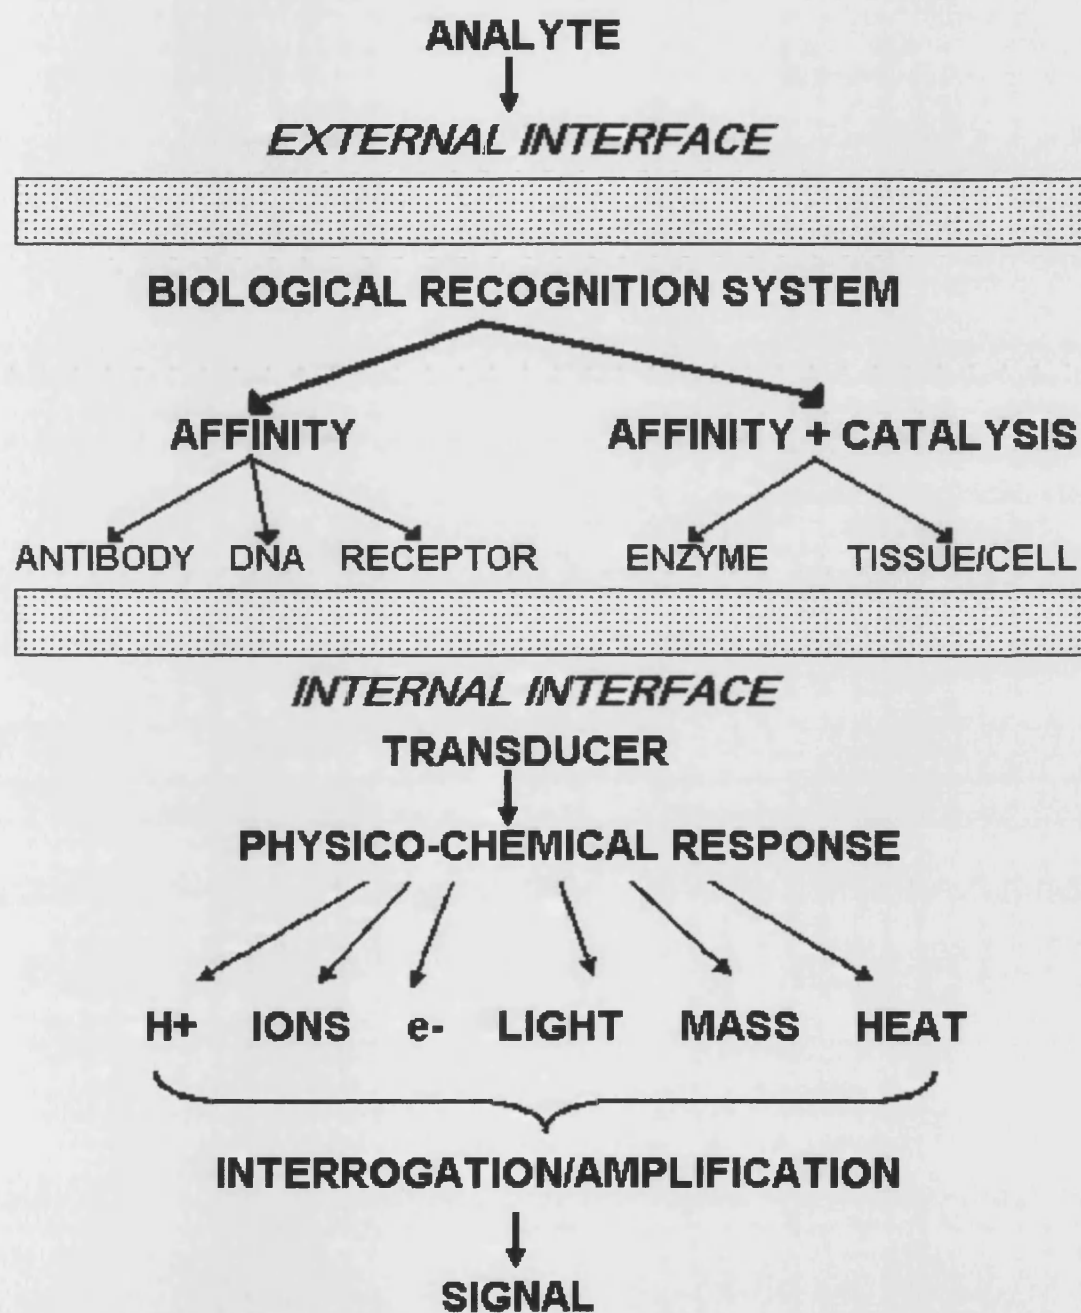 ANALYTE
EXTERNAL INTERFACE
BIOLOGICAL RECOGNITION SYSTEM
AFFINITY AFFINITY + CATALYSIS
ANTIBODY DNA RECEPTOR ENZYME TISSUE/CELL
INTERNAL INTERFACE
TRANSDUCER
PHYSICO-CHEMICAL RESPONSE
H+ IONS e- LIGHT MASS HEAT
INTERROGATION/AMPLIFICATION
SIGNAL